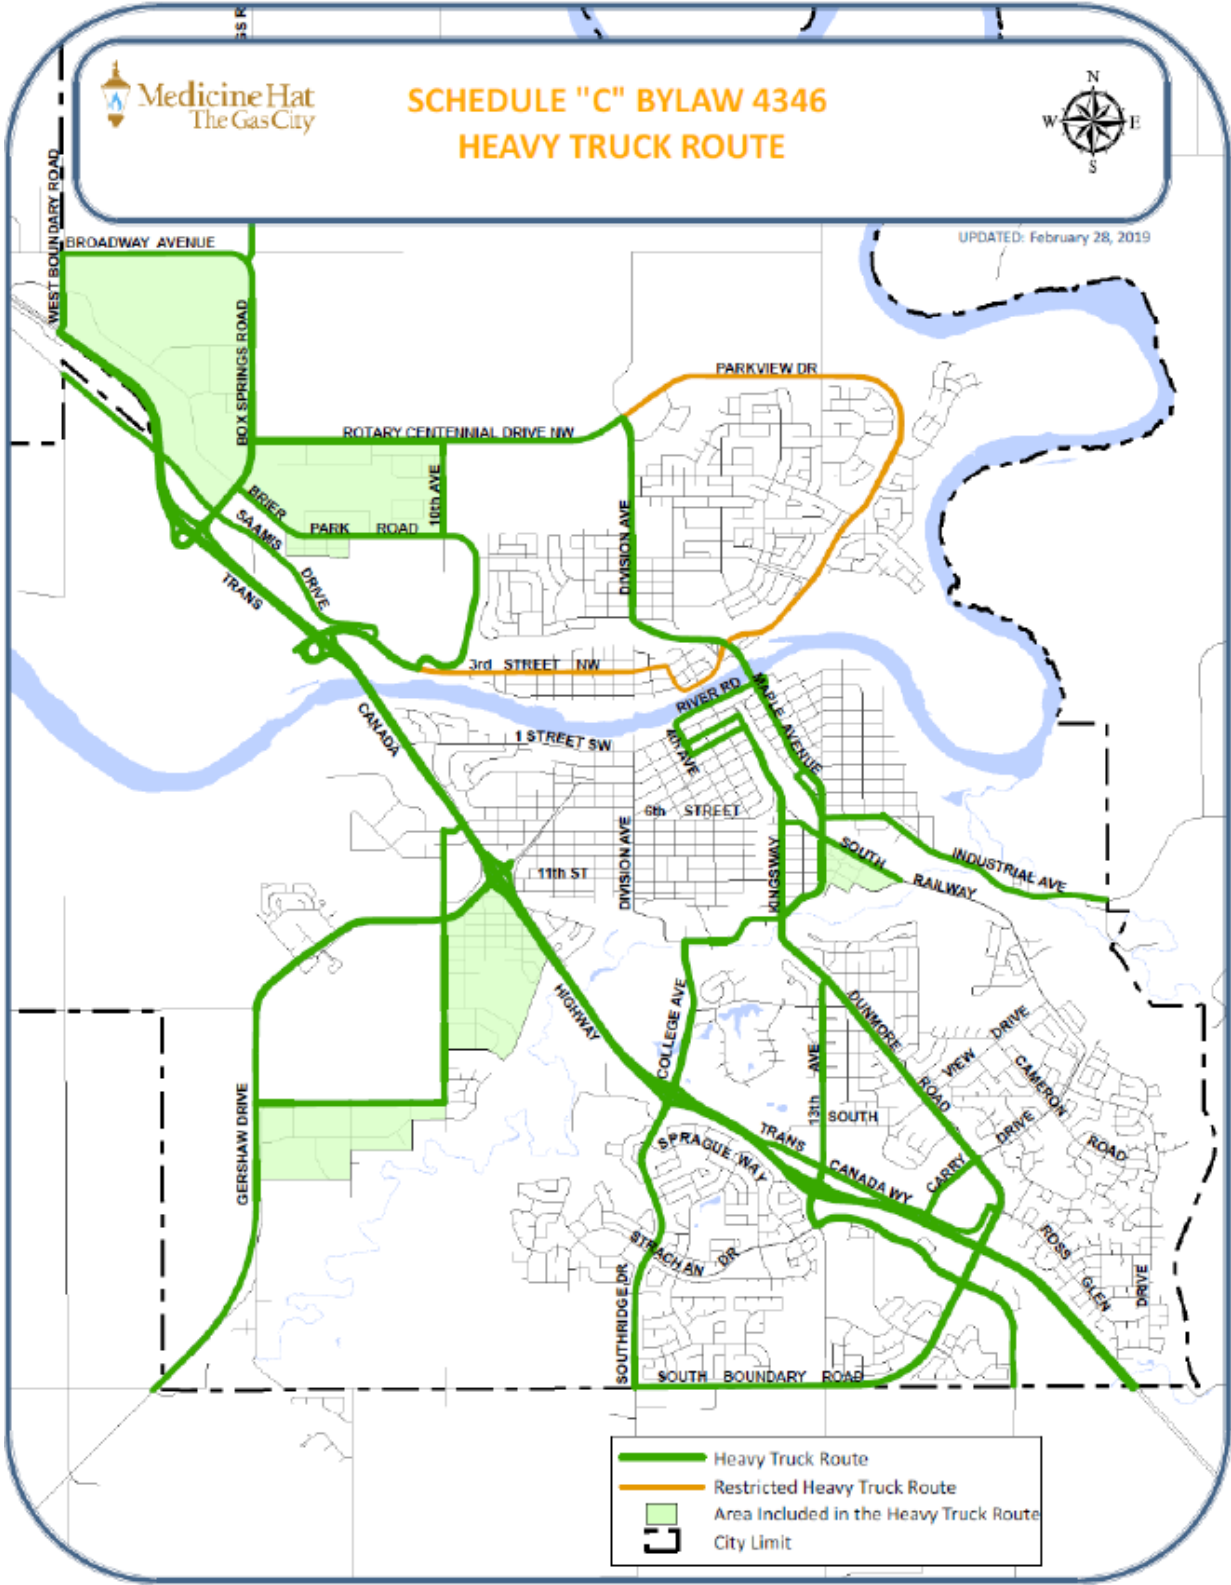 SS R
Medicine Hat
The Gas City
SCHEDULE "C" BYLAW 4346
HEAVY TRUCK ROUTE
N
W
E
S
UPDATED: February 28, 2019
WEST BOUNDARY ROAD
BROADWAY AVENUE
BOX SPRINGS ROAD
PARKVIEW DR
ROTARY CENTENNIAL DRIVE NW
10th AVE
BRIER
PARK ROAD
SAAMIS
DRIVE
DIVISION AVE
TRANS
3rd STREET NW
RIVER RD
MAPLE AVENUE
CANADA
1 STREET SW
4th AVE
6th STREET
DIVISION AVE
KINGSWAY
SOUTH
RAILWAY
INDUSTRIAL AVE
11th ST
HIGHWAY
COLLEGE AVE
DUNMORE
ROAD
VIEW DRIVE
CAMERON
ROAD
13th AVE
SOUTH
GERSHAW DRIVE
TRANS
CANADA WY
SPRAGUE WAY
CARRY DRIVE
STRACHAN DR
ROSS
GLEN
DRIVE
SOUTHRIDGE DR
SOUTH BOUNDARY ROAD
Heavy Truck Route
Restricted Heavy Truck Route
Area Included in the Heavy Truck Route
City Limit